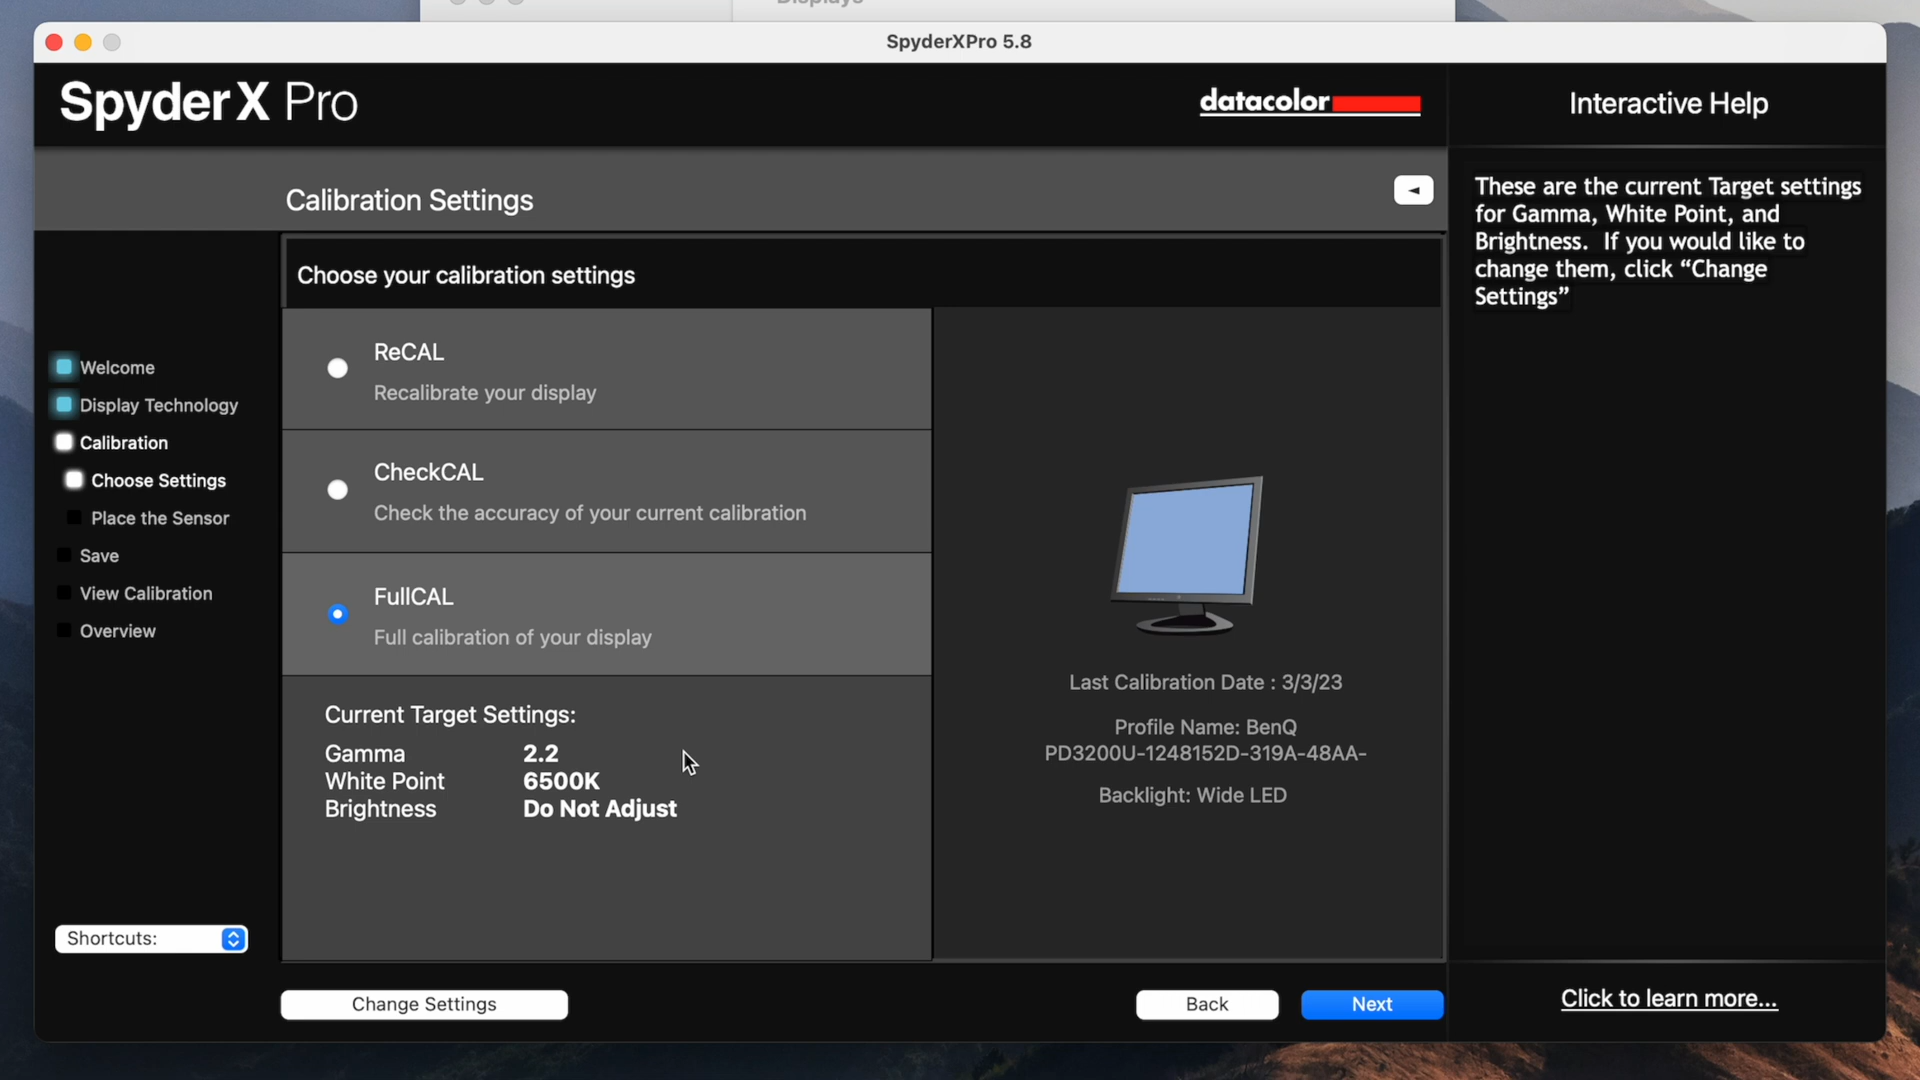 Displays
SpyderXPro 5.8
SpyderX Pro
datacolor
Interactive Help
Calibration Settings
◄
These are the current Target settings
for Gamma, White Point, and
Brightness. If you would like to
change them, click “Change
Settings”
Choose your calibration settings
Welcome
Display Technology
Calibration
Choose Settings
Place the Sensor
Save
View Calibration
Overview
ReCAL
Recalibrate your display
CheckCAL
Check the accuracy of your current calibration
FullCAL
Full calibration of your display
Current Target Settings:
Gamma 2.2
White Point 6500K
Brightness Do Not Adjust
Last Calibration Date : 3/3/23
Profile Name: BenQ
PD3200U-1248152D-319A-48AA-
Backlight: Wide LED
Shortcuts:
Change Settings
Back
Next
Click to learn more...